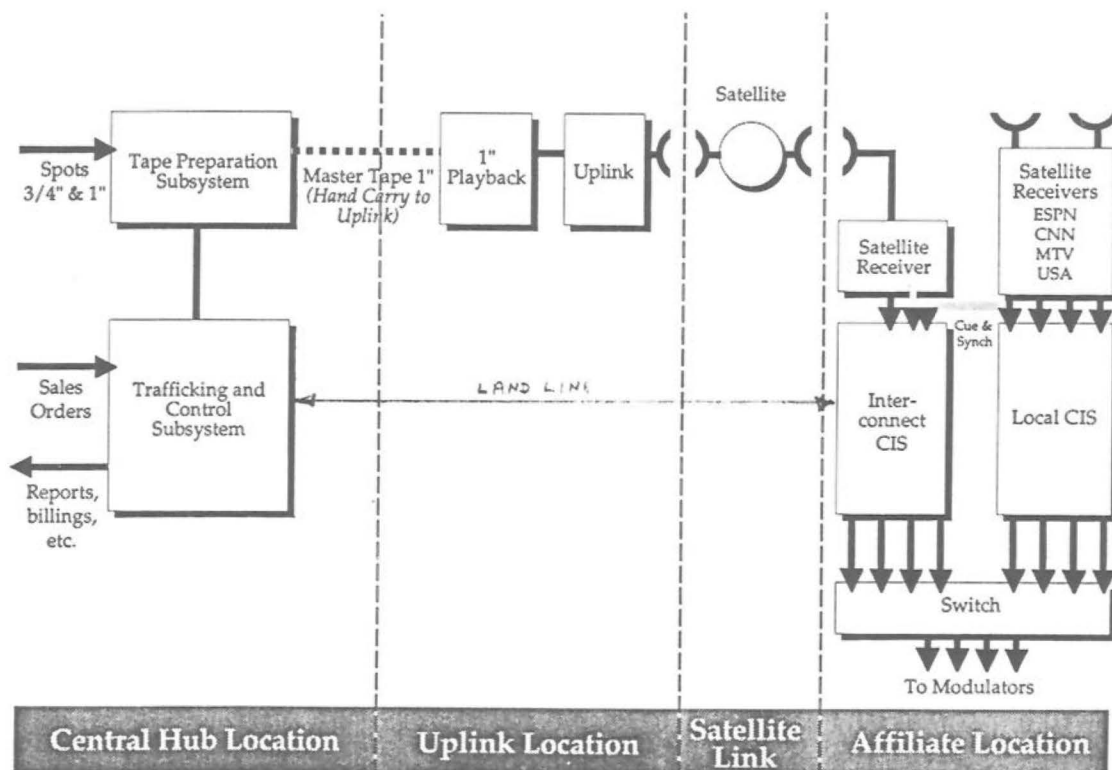 Satellite
Spots
3/4" & 1"
Tape Preparation
Subsystem
Master Tape 1"
(Hand Carry to
Uplink)
1"
Playback
Uplink
Satellite
Receiver
Satellite
Receivers
ESPN
CNN
MTV
USA
Cue &
Synch
Sales
Orders
Trafficking and
Control
Subsystem
LAND LINE
Inter-
connect
CIS
Local CIS
Reports,
billings,
etc.
Switch
To Modulators
Central Hub Location
Uplink Location
Satellite
Link
Affiliate Location